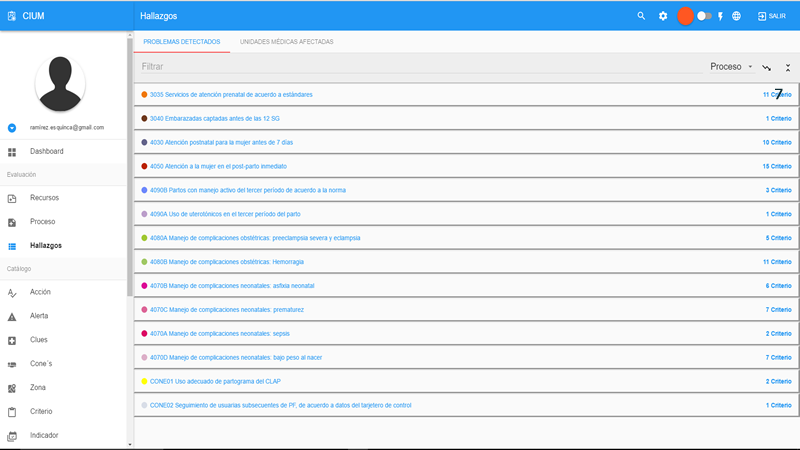 CIUM
Hallazgos
SALIR
PROBLEMAS DETECTADOS
UNIDADES MÉDICAS AFECTADAS
ramirez.esquinca@gmail.com
Dashboard
Evaluación
Recursos
Proceso
Hallazgos
Catálogo
Acción
Alerta
Clues
Cone´s
Zona
Criterio
Indicador
Filtrar
Proceso
7
3035 Servicios de atención prenatal de acuerdo a estándares 11 Criterio
3040 Embarazadas captadas antes de las 12 SG 1 Criterio
4030 Atención postnatal para la mujer antes de 7 días 10 Criterio
4050 Atención a la mujer en el post-parto inmediato 15 Criterio
4090B Partos con manejo activo del tercer período de acuerdo a la norma 3 Criterio
4090A Uso de uterotónicos en el tercer período del parto 1 Criterio
4080A Manejo de complicaciones obstétricas: preeclampsia severa y eclampsia 5 Criterio
4080B Manejo de complicaciones obstétricas: Hemorragia 11 Criterio
4070B Manejo de complicaciones neonatales: asfixia neonatal 6 Criterio
4070C Manejo de complicaciones neonatales: prematurez 7 Criterio
4070A Manejo de complicaciones neonatales: sepsis 2 Criterio
4070D Manejo de complicaciones neonatales: bajo peso al nacer 7 Criterio
CONE01 Uso adecuado de partograma del CLAP 2 Criterio
CONE02 Seguimiento de usuarias subsecuentes de PF, de acuerdo a datos del tarjetero de control 1 Criterio